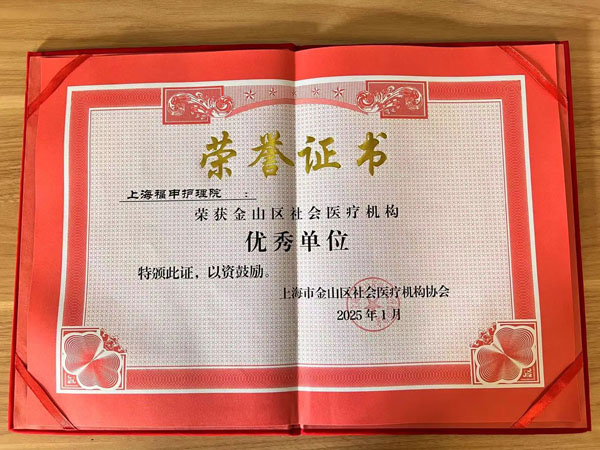 荣誉证书
上海福申护理院 :
荣获金山区社会医疗机构
优秀单位
特颁此证，以资鼓励。
上海市金山区社会医疗机构协会
2025年1月